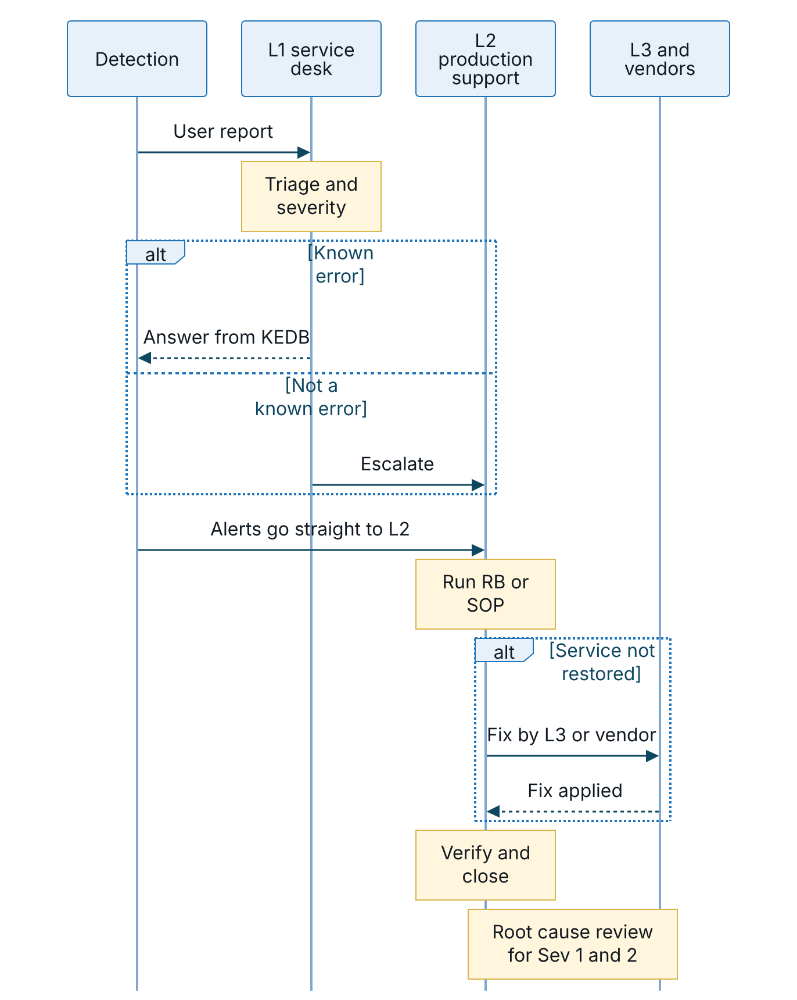 Detection
L1 service
desk
L2
production
support
L3 and
vendors
User report
Triage and
severity
alt
[Known
error]
Answer from KEDB
[Not a
known error]
Escalate
Alerts go straight to L2
Run RB or
SOP
alt
[Service not
restored]
Fix by L3 or vendor
Fix applied
Verify and
close
Root cause review
for Sev 1 and 2